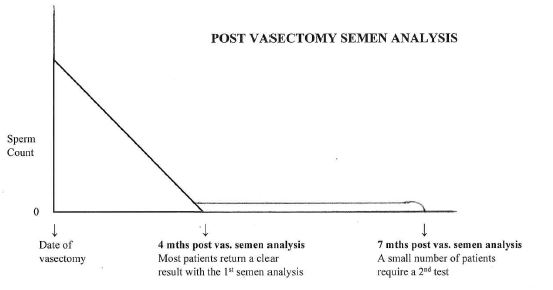 POST VASECTOMY SEMEN ANALYSIS
Sperm
Count
0
Date of
vasectomy
4 mths post vas. semen analysis
Most patients return a clear
result with the 1st semen analysis
7 mths post vas. semen analysis
A small number of patients
require a 2nd test